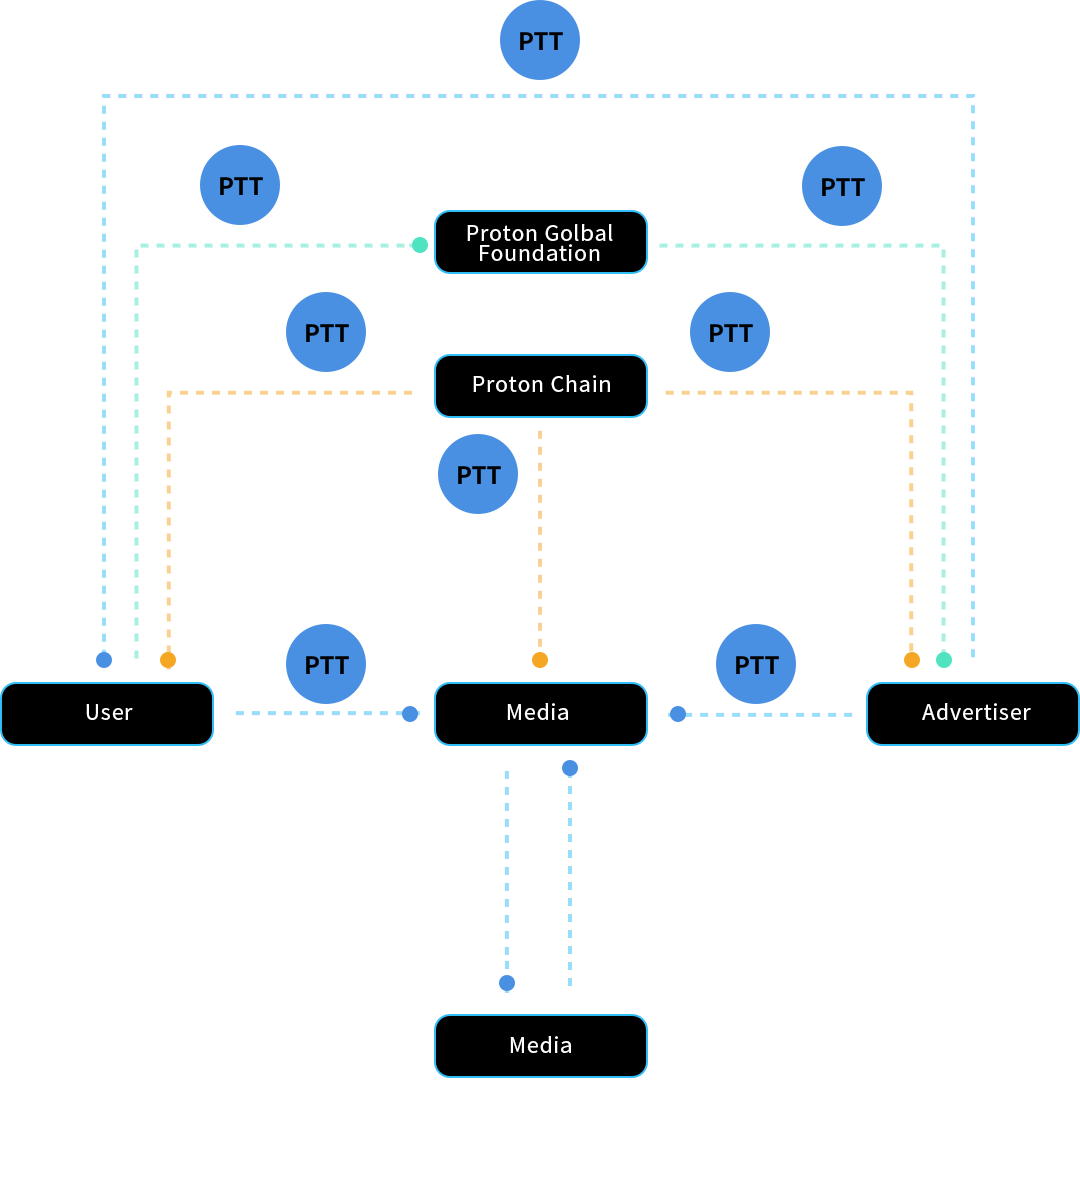 PTT
PTT
PTT
Proton Golbal
Foundation
PTT
PTT
Proton Chain
PTT
PTT
PTT
User
Media
Advertiser
Media